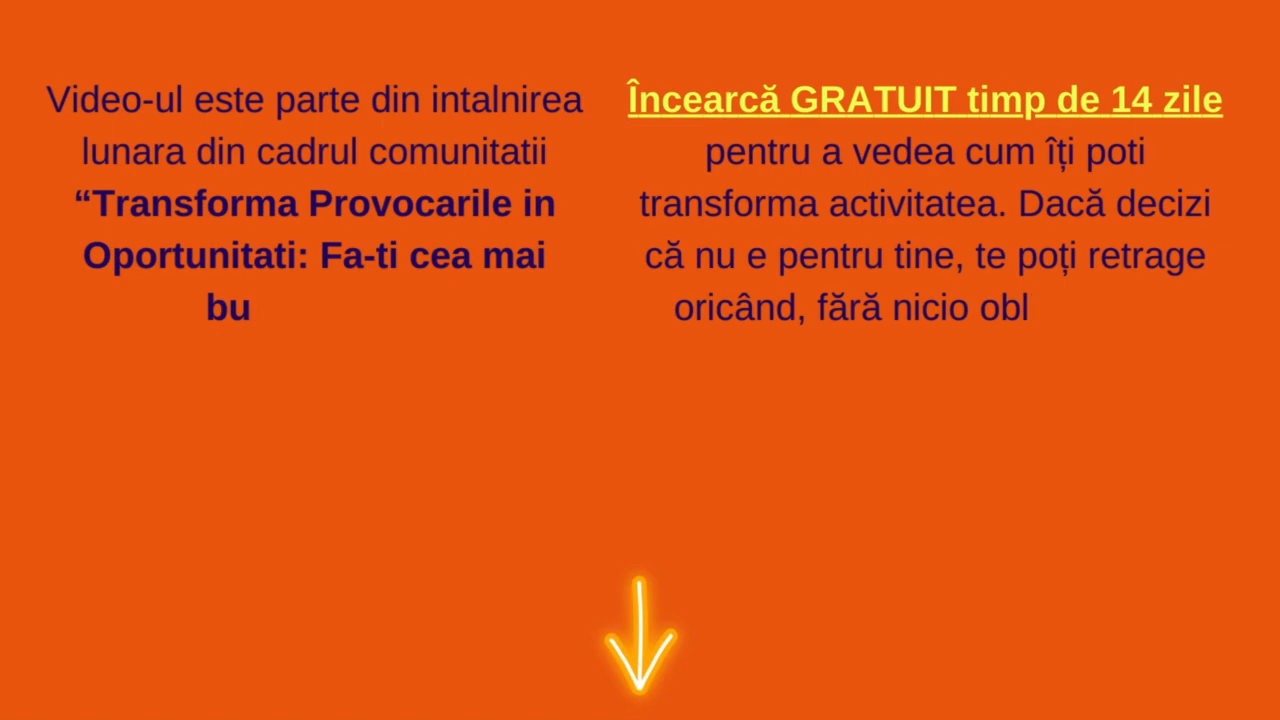 Video-ul este parte din intalnirea
lunara din cadrul comunitatii
“Transforma Provocarile in
Oportunitati: Fa-ti cea mai
bu
Încearcă GRATUIT timp de 14 zile
pentru a vedea cum îți poti
transforma activitatea. Dacă decizi
că nu e pentru tine, te poți retrage
oricând, fără nicio obl